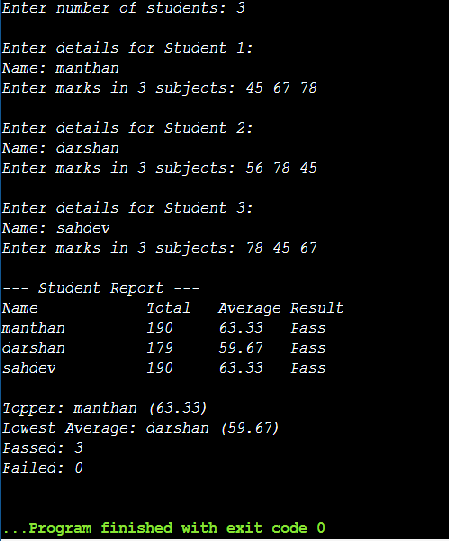 Enter number of students: 3
Enter details for Student 1:
Name: manthan
Enter marks in 3 subjects: 45 67 78
Enter details for Student 2:
Name: darshan
Enter marks in 3 subjects: 56 78 45
Enter details for Student 3:
Name: sahdev
Enter marks in 3 subjects: 78 45 67
--- Student Report ---
Name Total Average Result
manthan 190 63.33 Pass
darshan 179 59.67 Pass
sahdev 190 63.33 Pass
Topper: manthan (63.33)
Lowest Average: darshan (59.67)
Passed: 3
Failed: 0
...Program finished with exit code 0